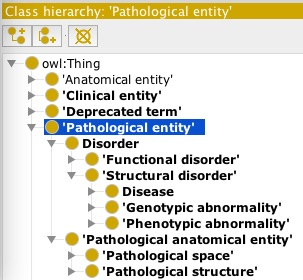 Class hierarchy: 'Pathological entity'
owl:Thing
'Anatomical entity'
'Clinical entity'
'Deprecated term'
'Pathological entity'
Disorder
'Functional disorder'
'Structural disorder'
Disease
'Genotypic abnormality'
'Phenotypic abnormality'
'Pathological anatomical entity'
'Pathological space'
'Pathological structure'